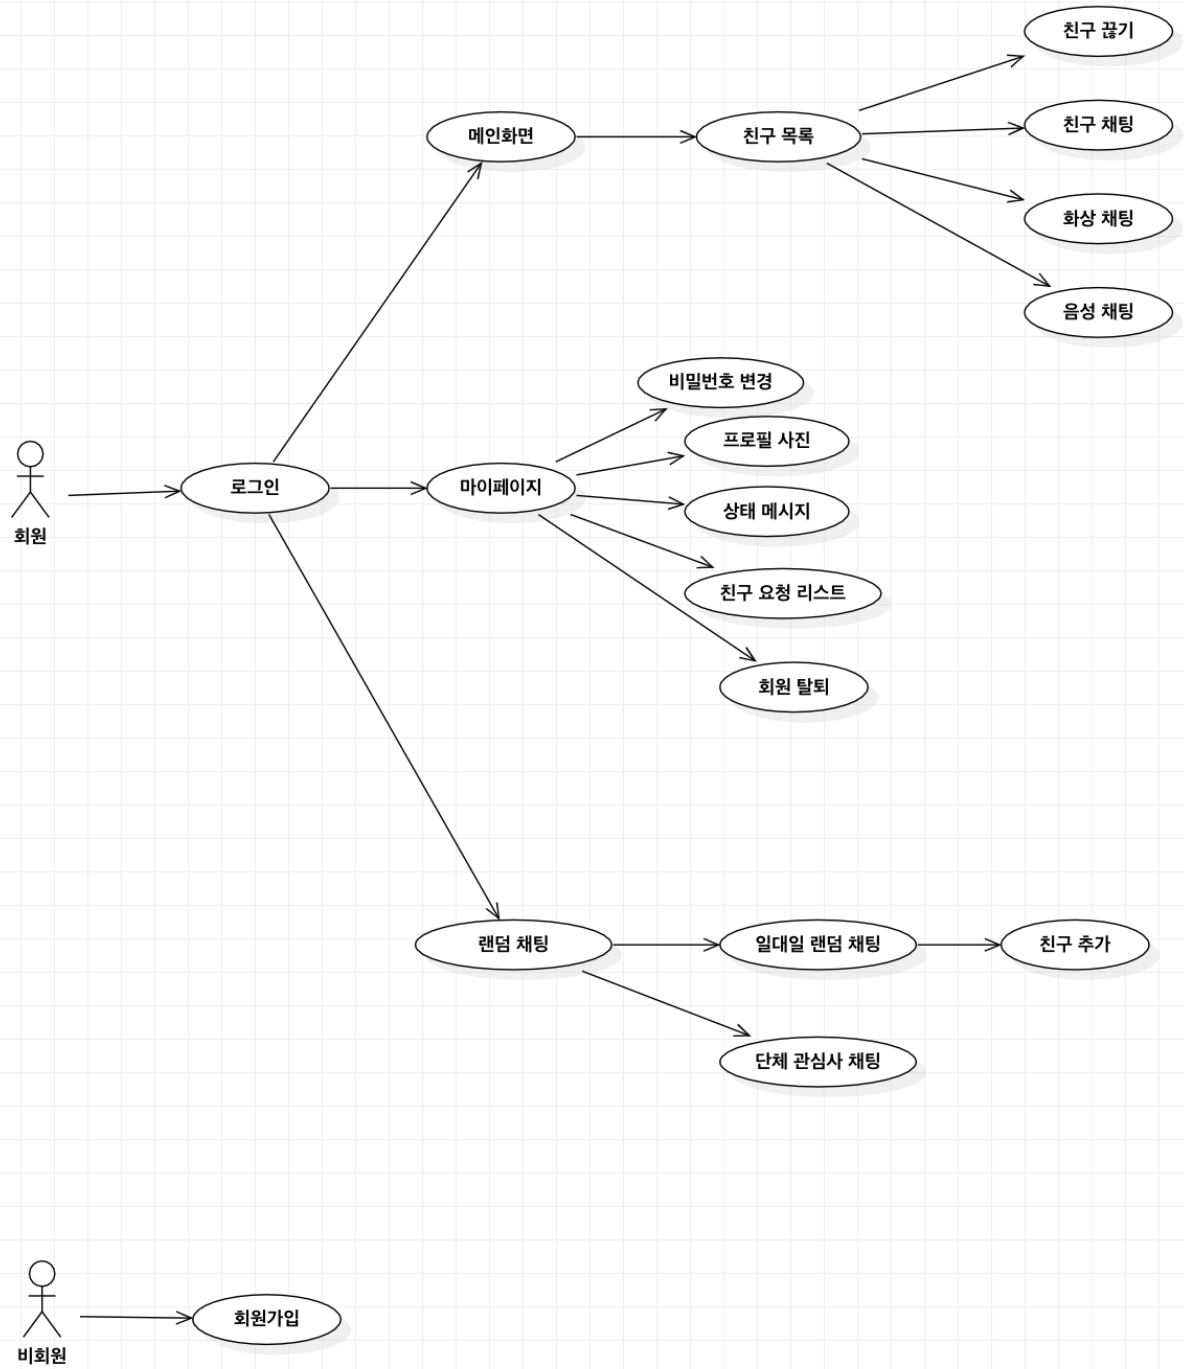 친구 끊기
메인화면
친구 목록
친구 채팅
화상 채팅
음성 채팅
비밀번호 변경
프로필 사진
회원
로그인
마이페이지
상태 메시지
친구 요청 리스트
회원 탈퇴
랜덤 채팅
일대일 랜덤 채팅
친구 추가
단체 관심사 채팅
비회원
회원가입